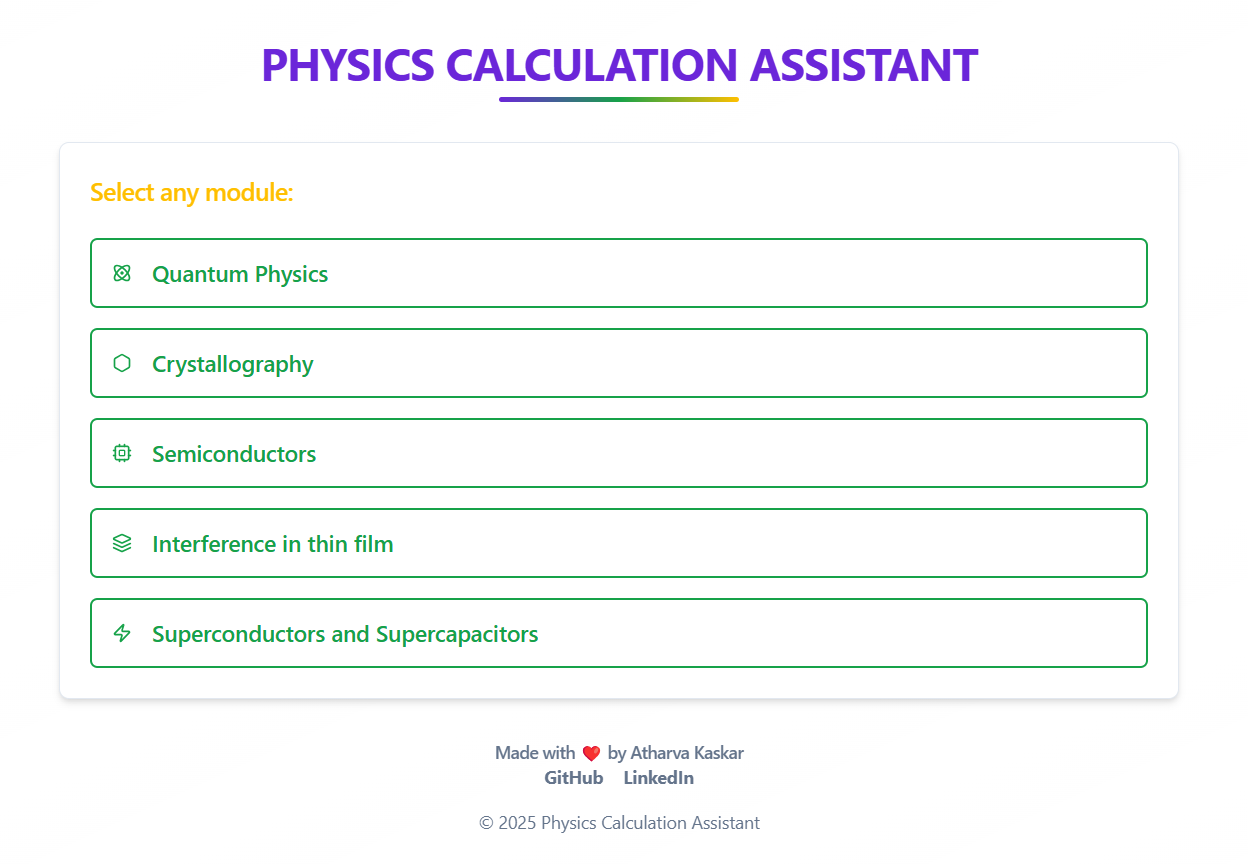 PHYSICS CALCULATION ASSISTANT
Select any module:
Quantum Physics
Crystallography
Semiconductors
Interference in thin film
Superconductors and Supercapacitors
Made with ❤️ by Atharva Kaskar
GitHub LinkedIn
© 2025 Physics Calculation Assistant